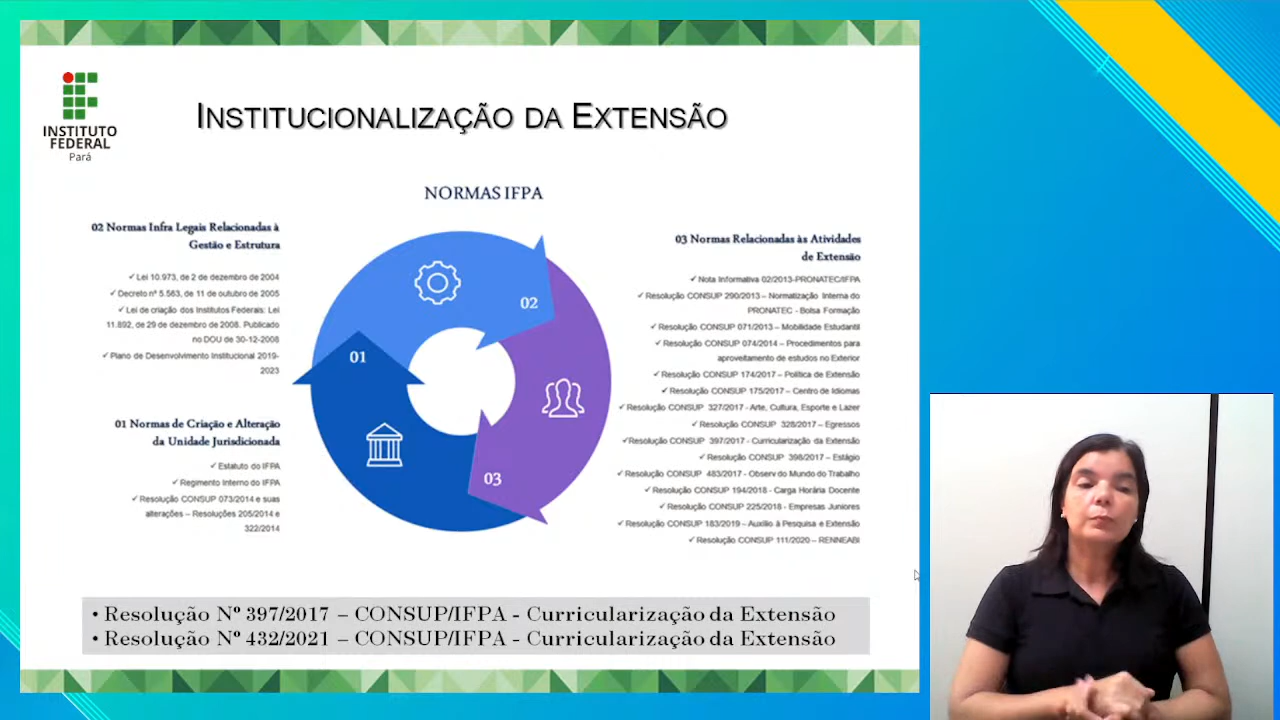 INSTITUTO
FEDERAL
Pará
INSTITUCIONALIZAÇÃO DA EXTENSÃO
NORMAS IFPA
02 Normas Infra Legais Relacionadas à
Gestão e Estrutura
✓Lei 10.973, de 2 de dezembro de 2004
✓Decreto nº 5.563, de 11 de outubro de 2005
✓Lei de criação dos Institutos Federais: Lei
11.892, de 29 de dezembro de 2008. Publicado
no DOU de 30-12-2008
✓Plano de Desenvolvimento Institucional 2019-
2023
01 Normas de Criação e Alteração
da Unidade Jurisdicionada
✓Estatuto do IFPA
✓Regimento Interno do IFPA
✓Resolução CONSUP 073/2014 e suas
alterações – Resoluções 205/2014 e
322/2014
01
02
03
03 Normas Relacionadas às Atividades
de Extensão
✓Nota Informativa 02/2013-PRONATEC/IFPA
✓Resolução CONSUP 290/2013 – Normatização Interna do
PRONATEC - Bolsa Formação
✓Resolução CONSUP 071/2013 – Mobilidade Estudantil
✓Resolução CONSUP 074/2014 – Procedimentos para
aproveitamento de estudos no Exterior
✓Resolução CONSUP 174/2017 – Política de Extensão
✓Resolução CONSUP 175/2017 – Centro de Idiomas
✓Resolução CONSUP 327/2017 - Arte, Cultura, Esporte e Lazer
✓Resolução CONSUP 328/2017 – Egressos
✓Resolução CONSUP 397/2017 - Curricularização da Extensão
✓Resolução CONSUP 398/2017 – Estágio
✓Resolução CONSUP 483/2017 - Observ do Mundo do Trabalho
✓Resolução CONSUP 194/2018 - Carga Horária Docente
✓Resolução CONSUP 225/2018 - Empresas Juniores
✓Resolução CONSUP 183/2019 – Auxílio à Pesquisa e Extensão
✓Resolução CONSUP 111/2020 – RENNEABI
• Resolução Nº 397/2017 – CONSUP/IFPA - Curricularização da Extensão
• Resolução Nº 432/2021 – CONSUP/IFPA - Curricularização da Extensão